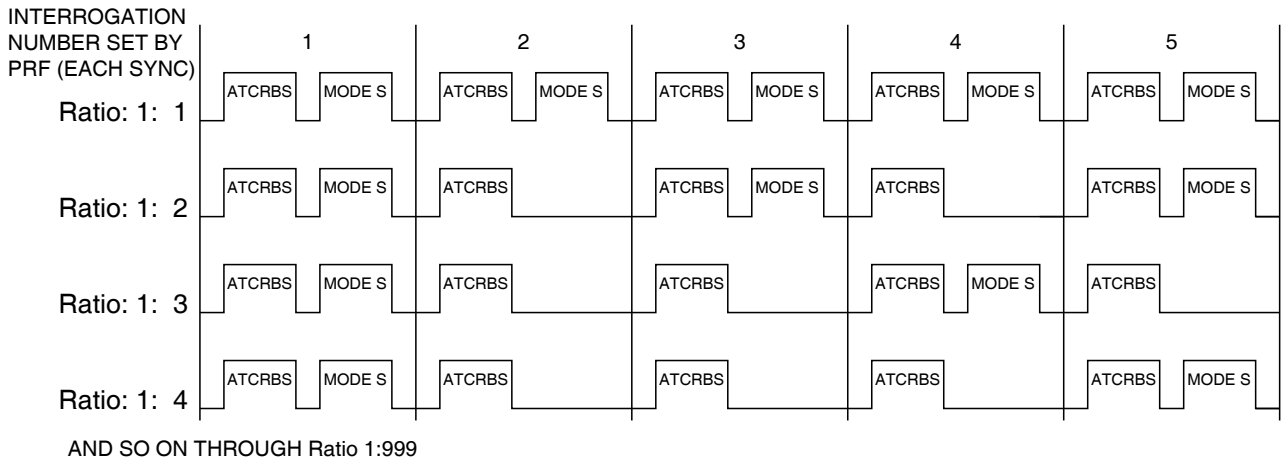 INTERROGATION
NUMBER SET BY
PRF (EACH SYNC)
1 2 3 4 5
Ratio: 1: 1 ATCRBS MODE S ATCRBS MODE S ATCRBS MODE S ATCRBS MODE S ATCRBS MODE S
Ratio: 1: 2 ATCRBS MODE S ATCRBS ATCRBS MODE S ATCRBS ATCRBS MODE S
Ratio: 1: 3 ATCRBS MODE S ATCRBS ATCRBS ATCRBS MODE S ATCRBS
Ratio: 1: 4 ATCRBS MODE S ATCRBS ATCRBS ATCRBS ATCRBS MODE S
AND SO ON THROUGH Ratio 1:999